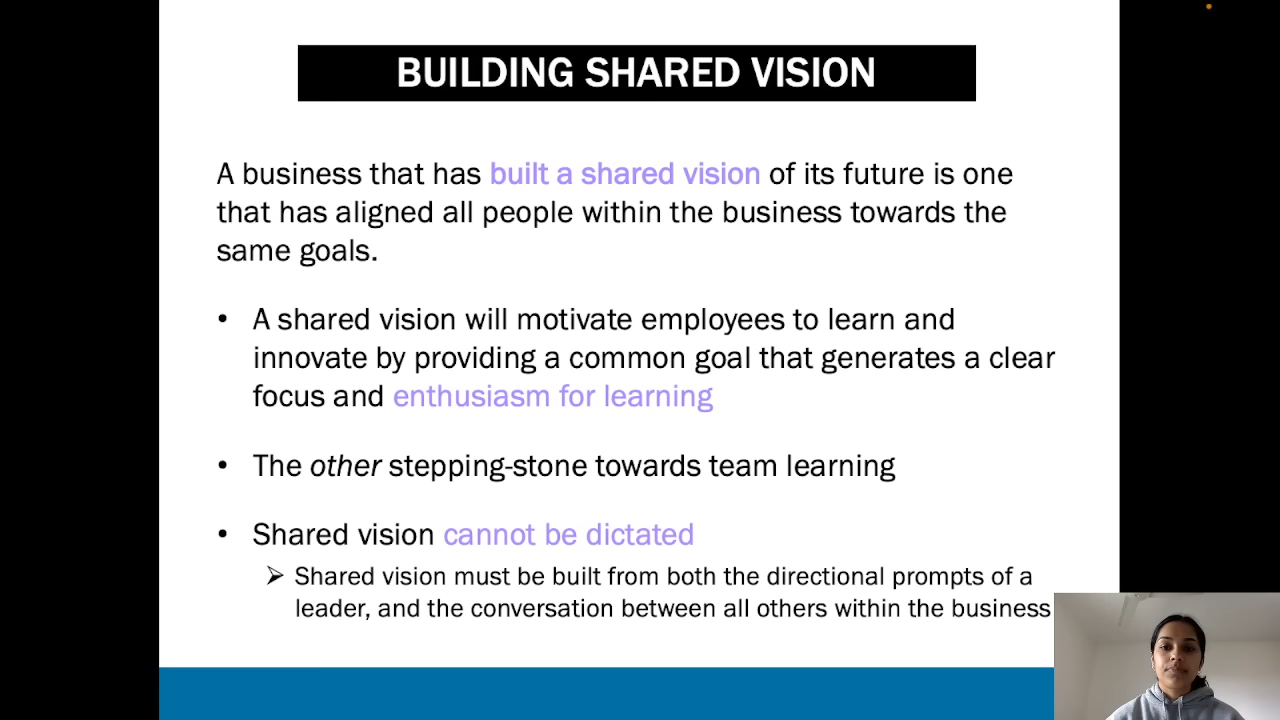 BUILDING SHARED VISION
A business that has built a shared vision of its future is one
that has aligned all people within the business towards the
same goals.
• A shared vision will motivate employees to learn and
innovate by providing a common goal that generates a clear
focus and enthusiasm for learning
• The other stepping-stone towards team learning
• Shared vision cannot be dictated
➢ Shared vision must be built from both the directional prompts of a
leader, and the conversation between all others within the business